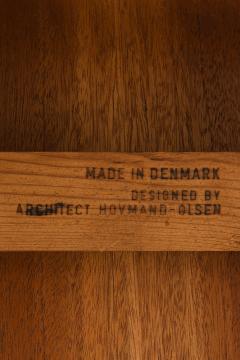 MADE IN DENMARK
DESIGNED BY
ARCHITECT HOVMAND-OLSEN